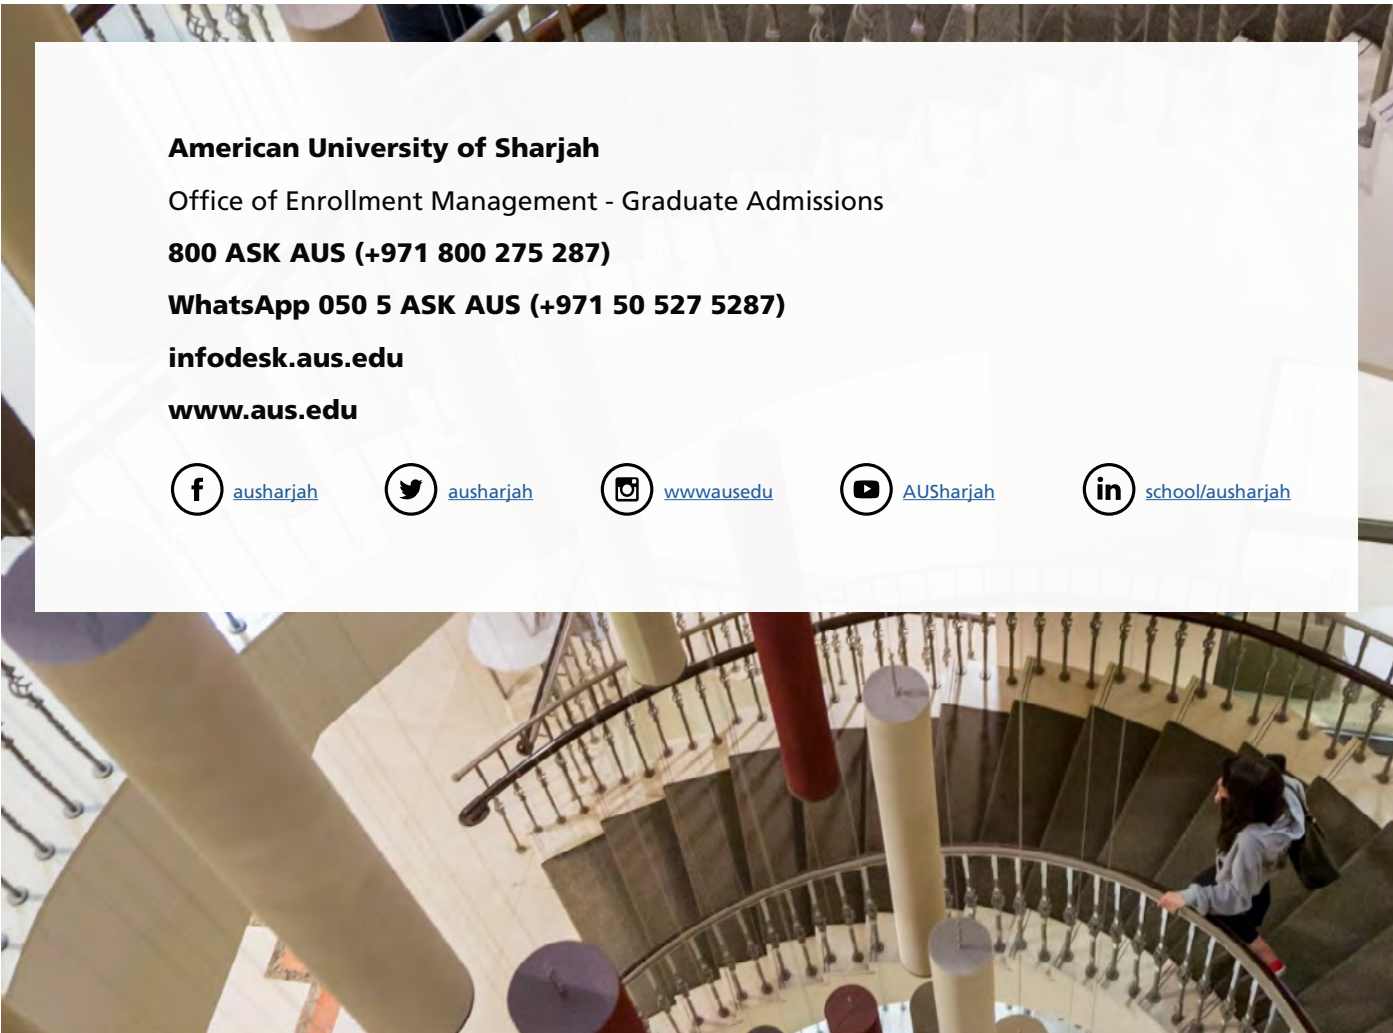 American University of Sharjah
Office of Enrollment Management - Graduate Admissions
800 ASK AUS (+971 800 275 287)
WhatsApp 050 5 ASK AUS (+971 50 527 5287)
infodesk.aus.edu
www.aus.edu
ausharjah ausharjah wwwausedu AUSharjah school/ausharjah